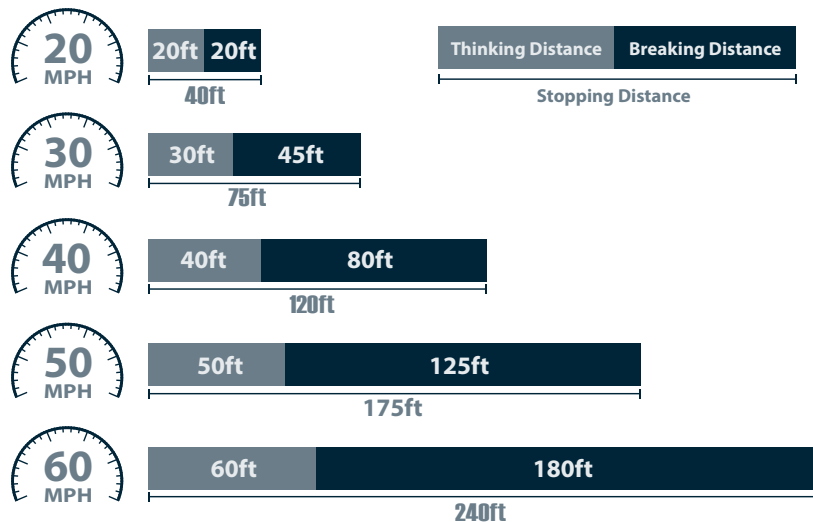 20
MPH
20ft 20ft
40ft
Thinking Distance Breaking Distance
Stopping Distance
30
MPH
30ft 45ft
75ft
40
MPH
40ft 80ft
120ft
50
MPH
50ft 125ft
175ft
60
MPH
60ft 180ft
240ft